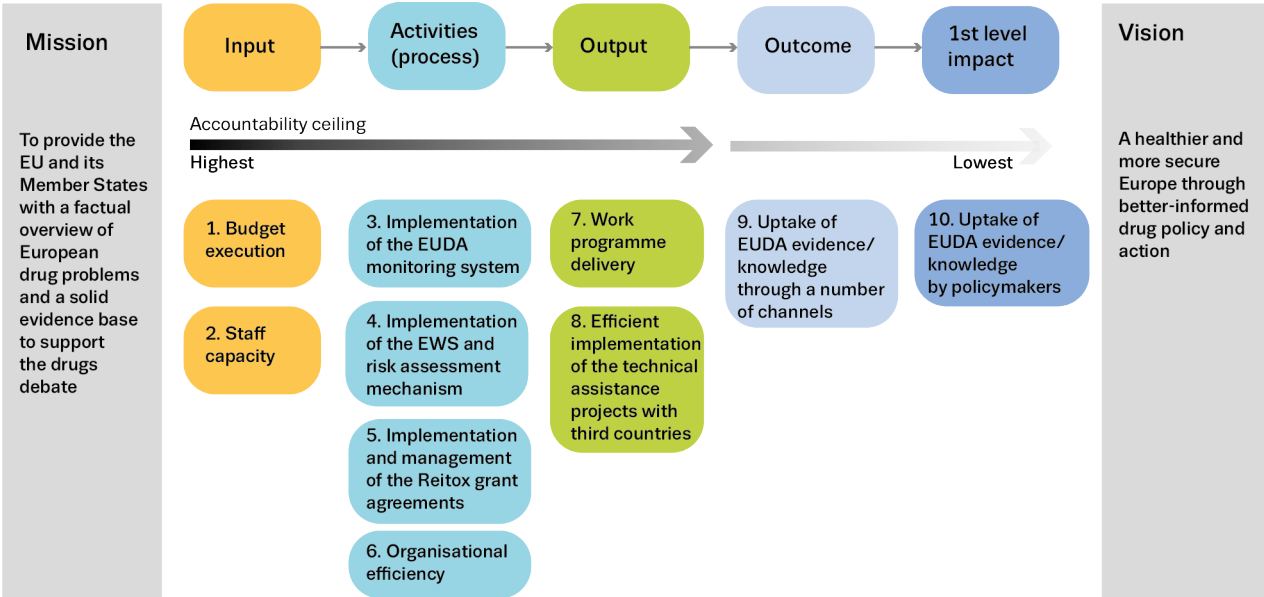 Mission
To provide the
EU and its
Member States
with a factual
overview of
European
drug problems
and a solid
evidence base
to support
the drugs
debate
Input
Activities
(process)
Output
Outcome
1st level
impact
Accountability ceiling
Highest
Lowest
1. Budget
execution
2. Staff
capacity
3. Implementation
of the EUDA
monitoring system
4. Implementation
of the EWS and
risk assessment
mechanism
5. Implementation
and management
of the Reitox grant
agreements
6. Organisational
efficiency
7. Work
programme
delivery
8. Efficient
implementation
of the technical
assistance
projects with
third countries
9. Uptake of
EUDA evidence/
knowledge
through a number
of channels
10. Uptake of
EUDA evidence/
knowledge
by policymakers
Vision
A healthier and
more secure
Europe through
better-informed
drug policy and
action